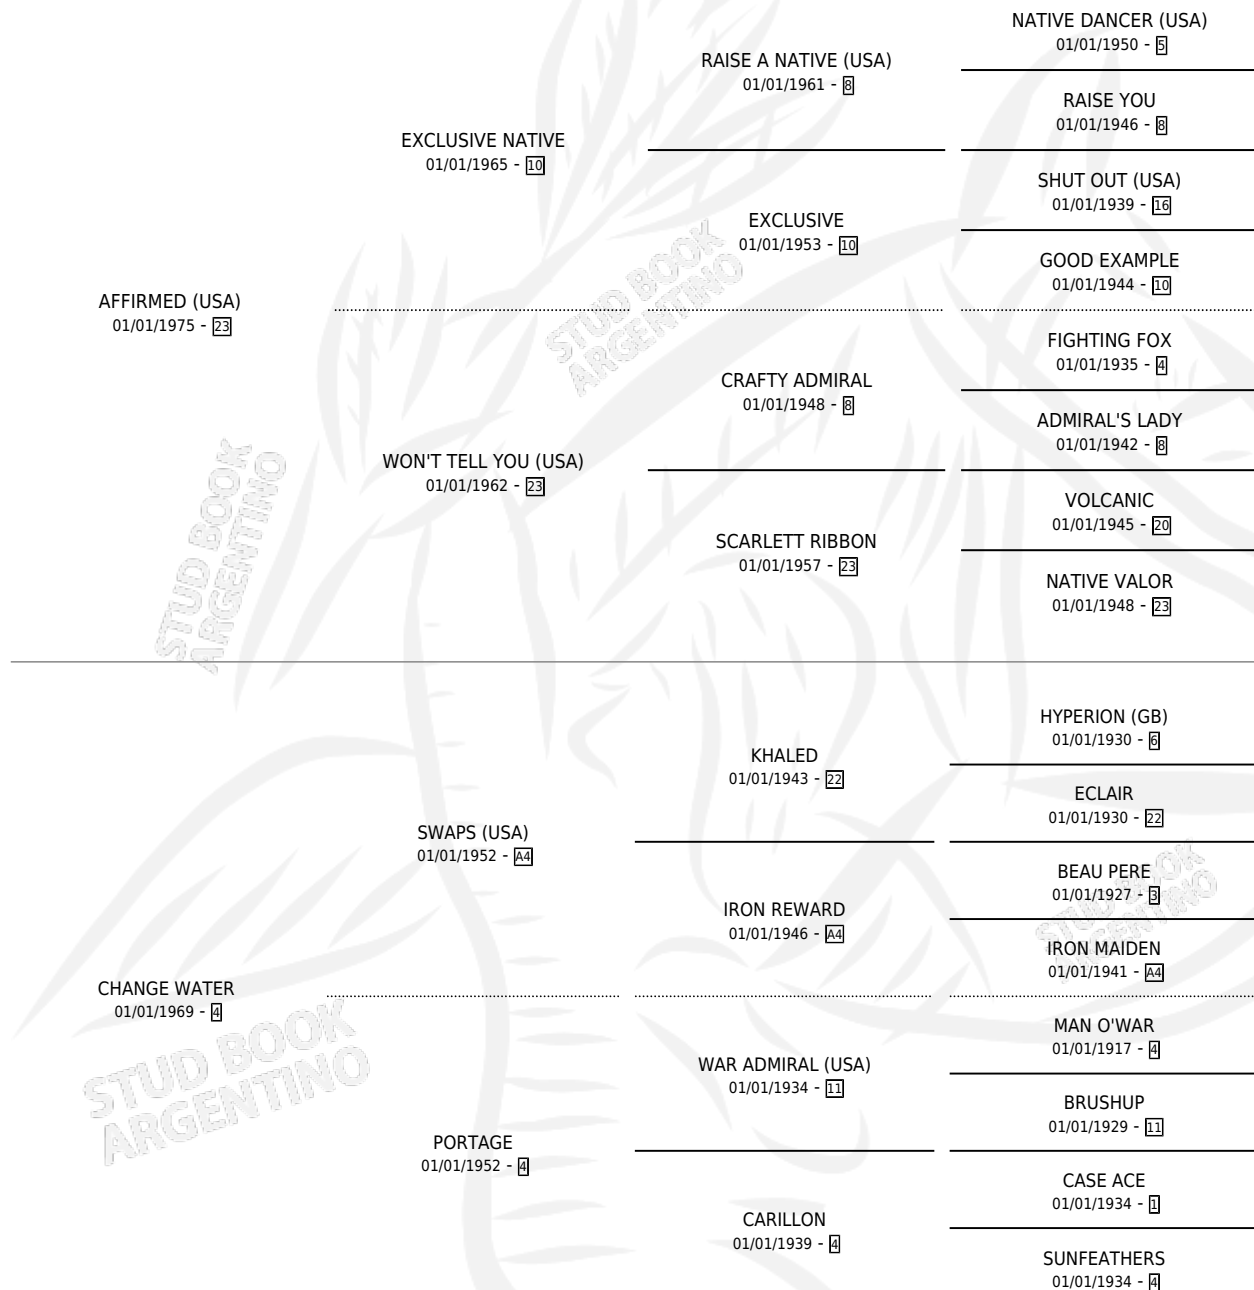 NATIVE DANCER (USA)
01/01/1950 - 5
RAISE A NATIVE (USA)
01/01/1961 - 8
RAISE YOU
01/01/1946 - 8
EXCLUSIVE NATIVE
01/01/1965 - 10
SHUT OUT (USA)
01/01/1939 - 16
EXCLUSIVE
01/01/1953 - 10
GOOD EXAMPLE
01/01/1944 - 10
AFFIRMED (USA)
01/01/1975 - 23
FIGHTING FOX
01/01/1935 - 4
CRAFTY ADMIRAL
01/01/1948 - 8
ADMIRAL'S LADY
01/01/1942 - 8
WON'T TELL YOU (USA)
01/01/1962 - 23
VOLCANIC
01/01/1945 - 20
SCARLETT RIBBON
01/01/1957 - 23
NATIVE VALOR
01/01/1948 - 23
HYPERION (GB)
01/01/1930 - 6
KHALED
01/01/1943 - 22
ECLAIR
01/01/1930 - 22
SWAPS (USA)
01/01/1952 - A4
BEAU PERE
01/01/1927 - 3
IRON REWARD
01/01/1946 - A4
IRON MAIDEN
01/01/1941 - A4
CHANGE WATER
01/01/1969 - 4
MAN O'WAR
01/01/1917 - 4
WAR ADMIRAL (USA)
01/01/1934 - 11
BRUSHUP
01/01/1929 - 11
PORTAGE
01/01/1952 - 4
CASE ACE
01/01/1934 - 1
CARILLON
01/01/1939 - 4
SUNFEATHERS
01/01/1934 - 4
STUD BOOK
ARGENTINO
STUD BOOK
ARGENTINO
STUD BOOK
ARGENTINO
STUD BOOK
ARGENTINO